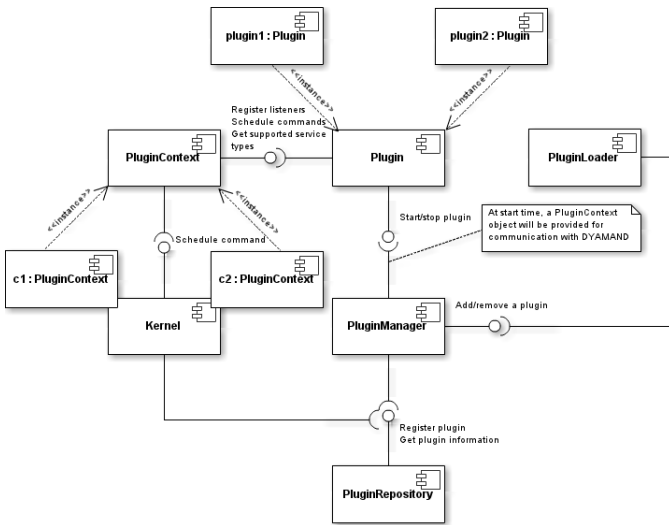 plugin1 : Plugin
plugin2 : Plugin
<<instance>>
<<instance>>
Register listeners
Schedule commands
Get supported service
types
PluginContext
Plugin
PluginLoader
<<instance>>
<<instance>>
Start/stop plugin
At start time, a PluginContext
object will be provided for
communication with DYAMAND
Schedule command
c1 : PluginContext
c2 : PluginContext
Kernel
PluginManager
Add/remove a plugin
Register plugin
Get plugin information
PluginRepository